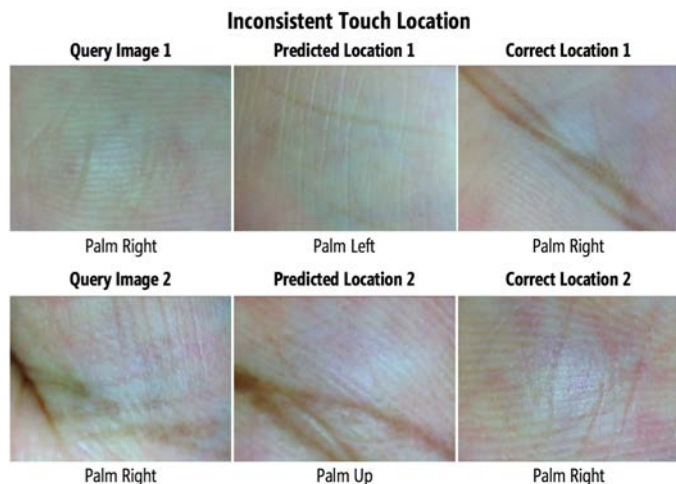 Inconsistent Touch Location
Query Image 1 Predicted Location 1 Correct Location 1
Palm Right Palm Left Palm Right
Query Image 2 Predicted Location 2 Correct Location 2
Palm Right Palm Up Palm Right